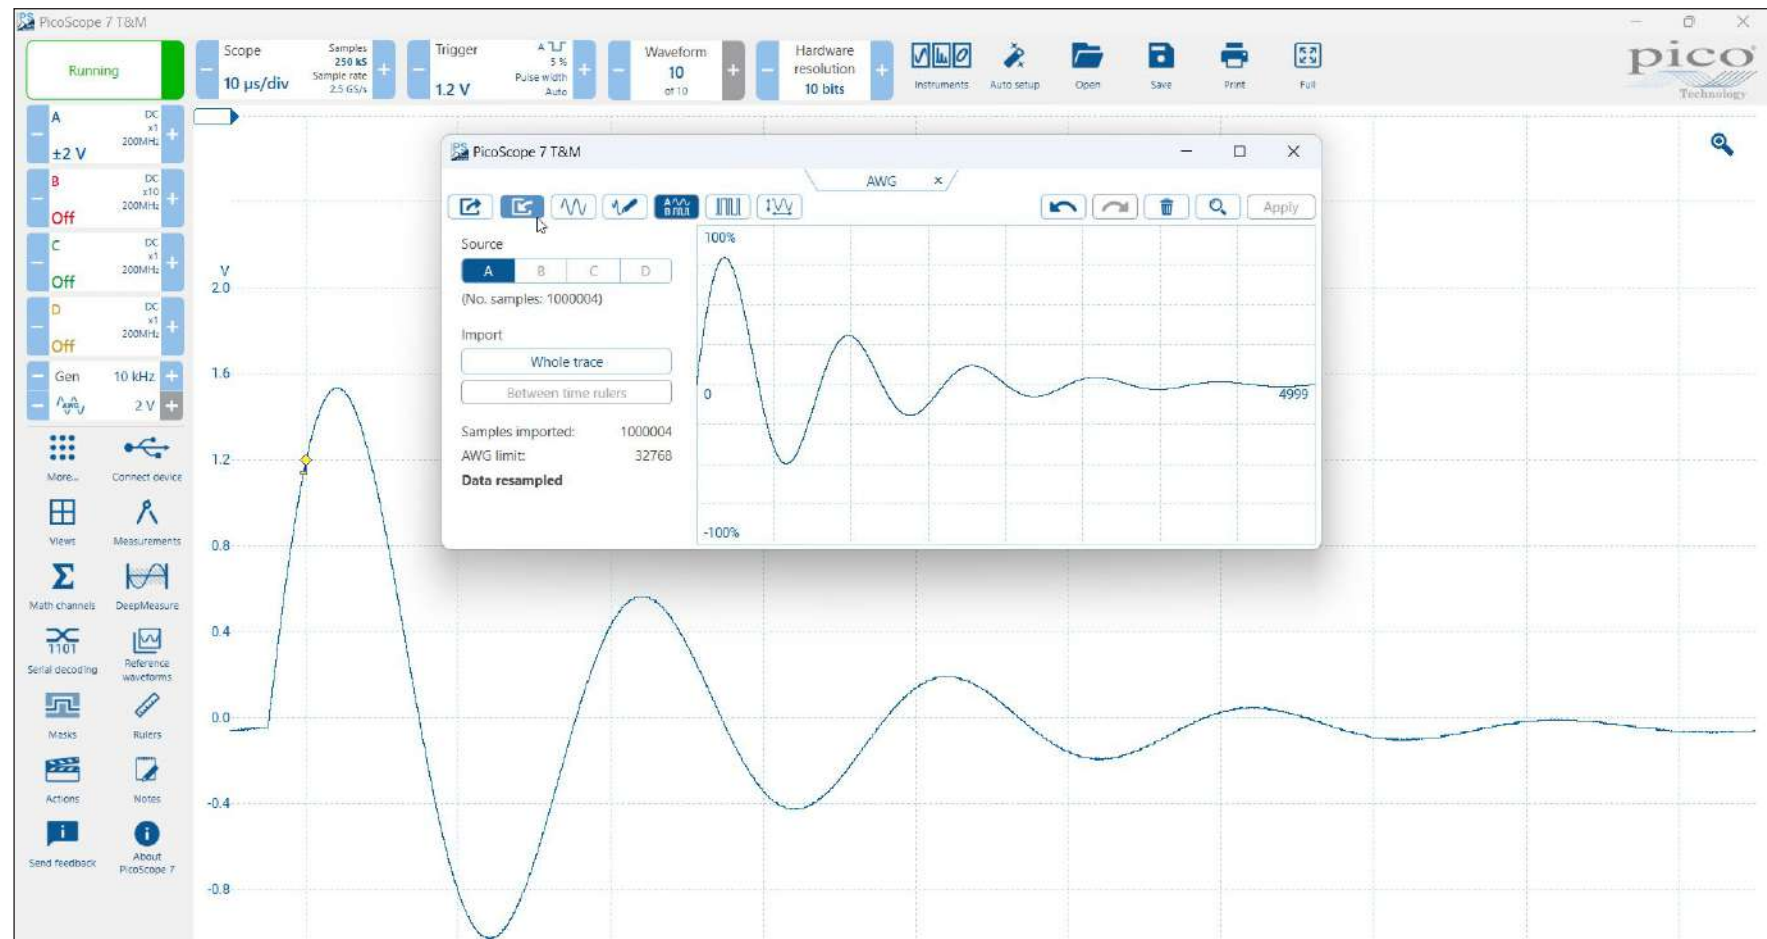 PicoScope 7 T&M
Running
Scope
10 µs/div
Samples
250 kS
Sample rate
2.5 GS/s
Trigger
1.2 V
A
5 %
Pulse width
Auto
Waveform
10
of 10
Hardware
resolution
10 bits
Instruments
Auto setup
Open
Save
Print
Full
pico
Technology
A
±2 V
DC
x1
200MHz
B
Off
DC
x10
200MHz
C
Off
DC
x1
200MHz
D
Off
DC
x1
200MHz
Gen
10 kHz
AWG
2 V
More...
Connect device
Views
Measurements
Math channels
DeepMeasure
1101
Serial decoding
Reference
waveforms
Masks
Rulers
Actions
Notes
Send feedback
About
PicoScope 7
V
2.0
1.6
1.2
0.8
0.4
0.0
-0.4
-0.8
PicoScope 7 T&M
AWG
Apply
Source
A B C D
(No. samples: 1000004)
Import
Whole trace
Between time rulers
Samples imported: 1000004
AWG limit: 32768
Data resampled
100%
0
4999
-100%